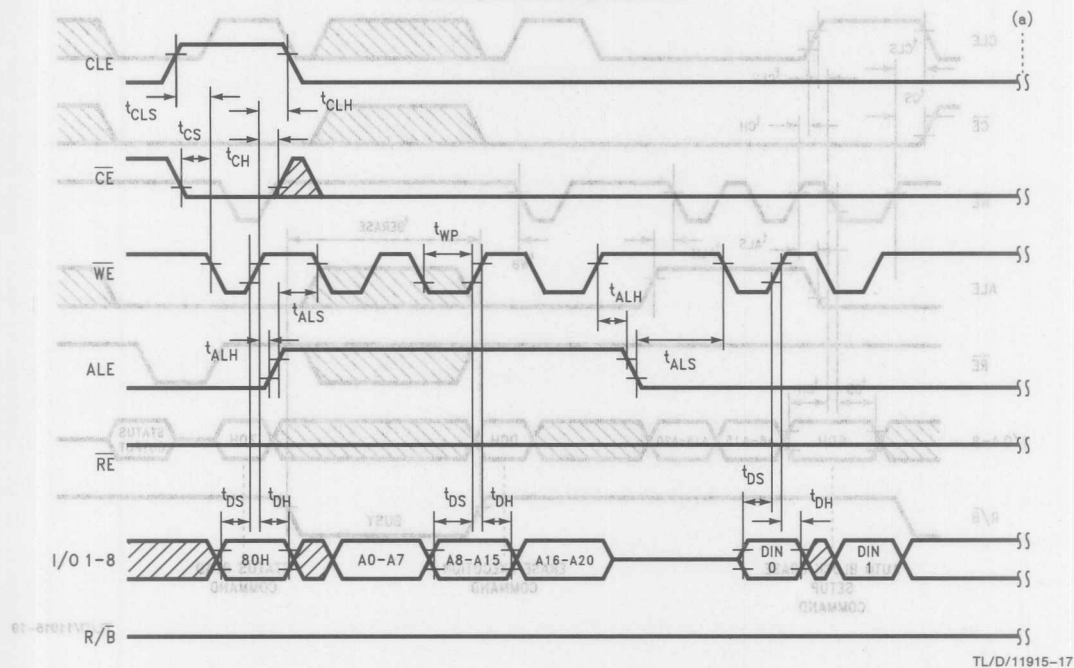 (a)
CLE
tCLS
tCLH
tCS
tCH
CE
tWP
WE
tALS
tALH
tALH
tALS
ALE
RE
tDS
tDH
tDS
tDH
tDS
tDH
I/O 1-8
80H
A0-A7
A8-A15
A16-A20
DIN
0
DIN
1
R/B
TL/D/11915-17